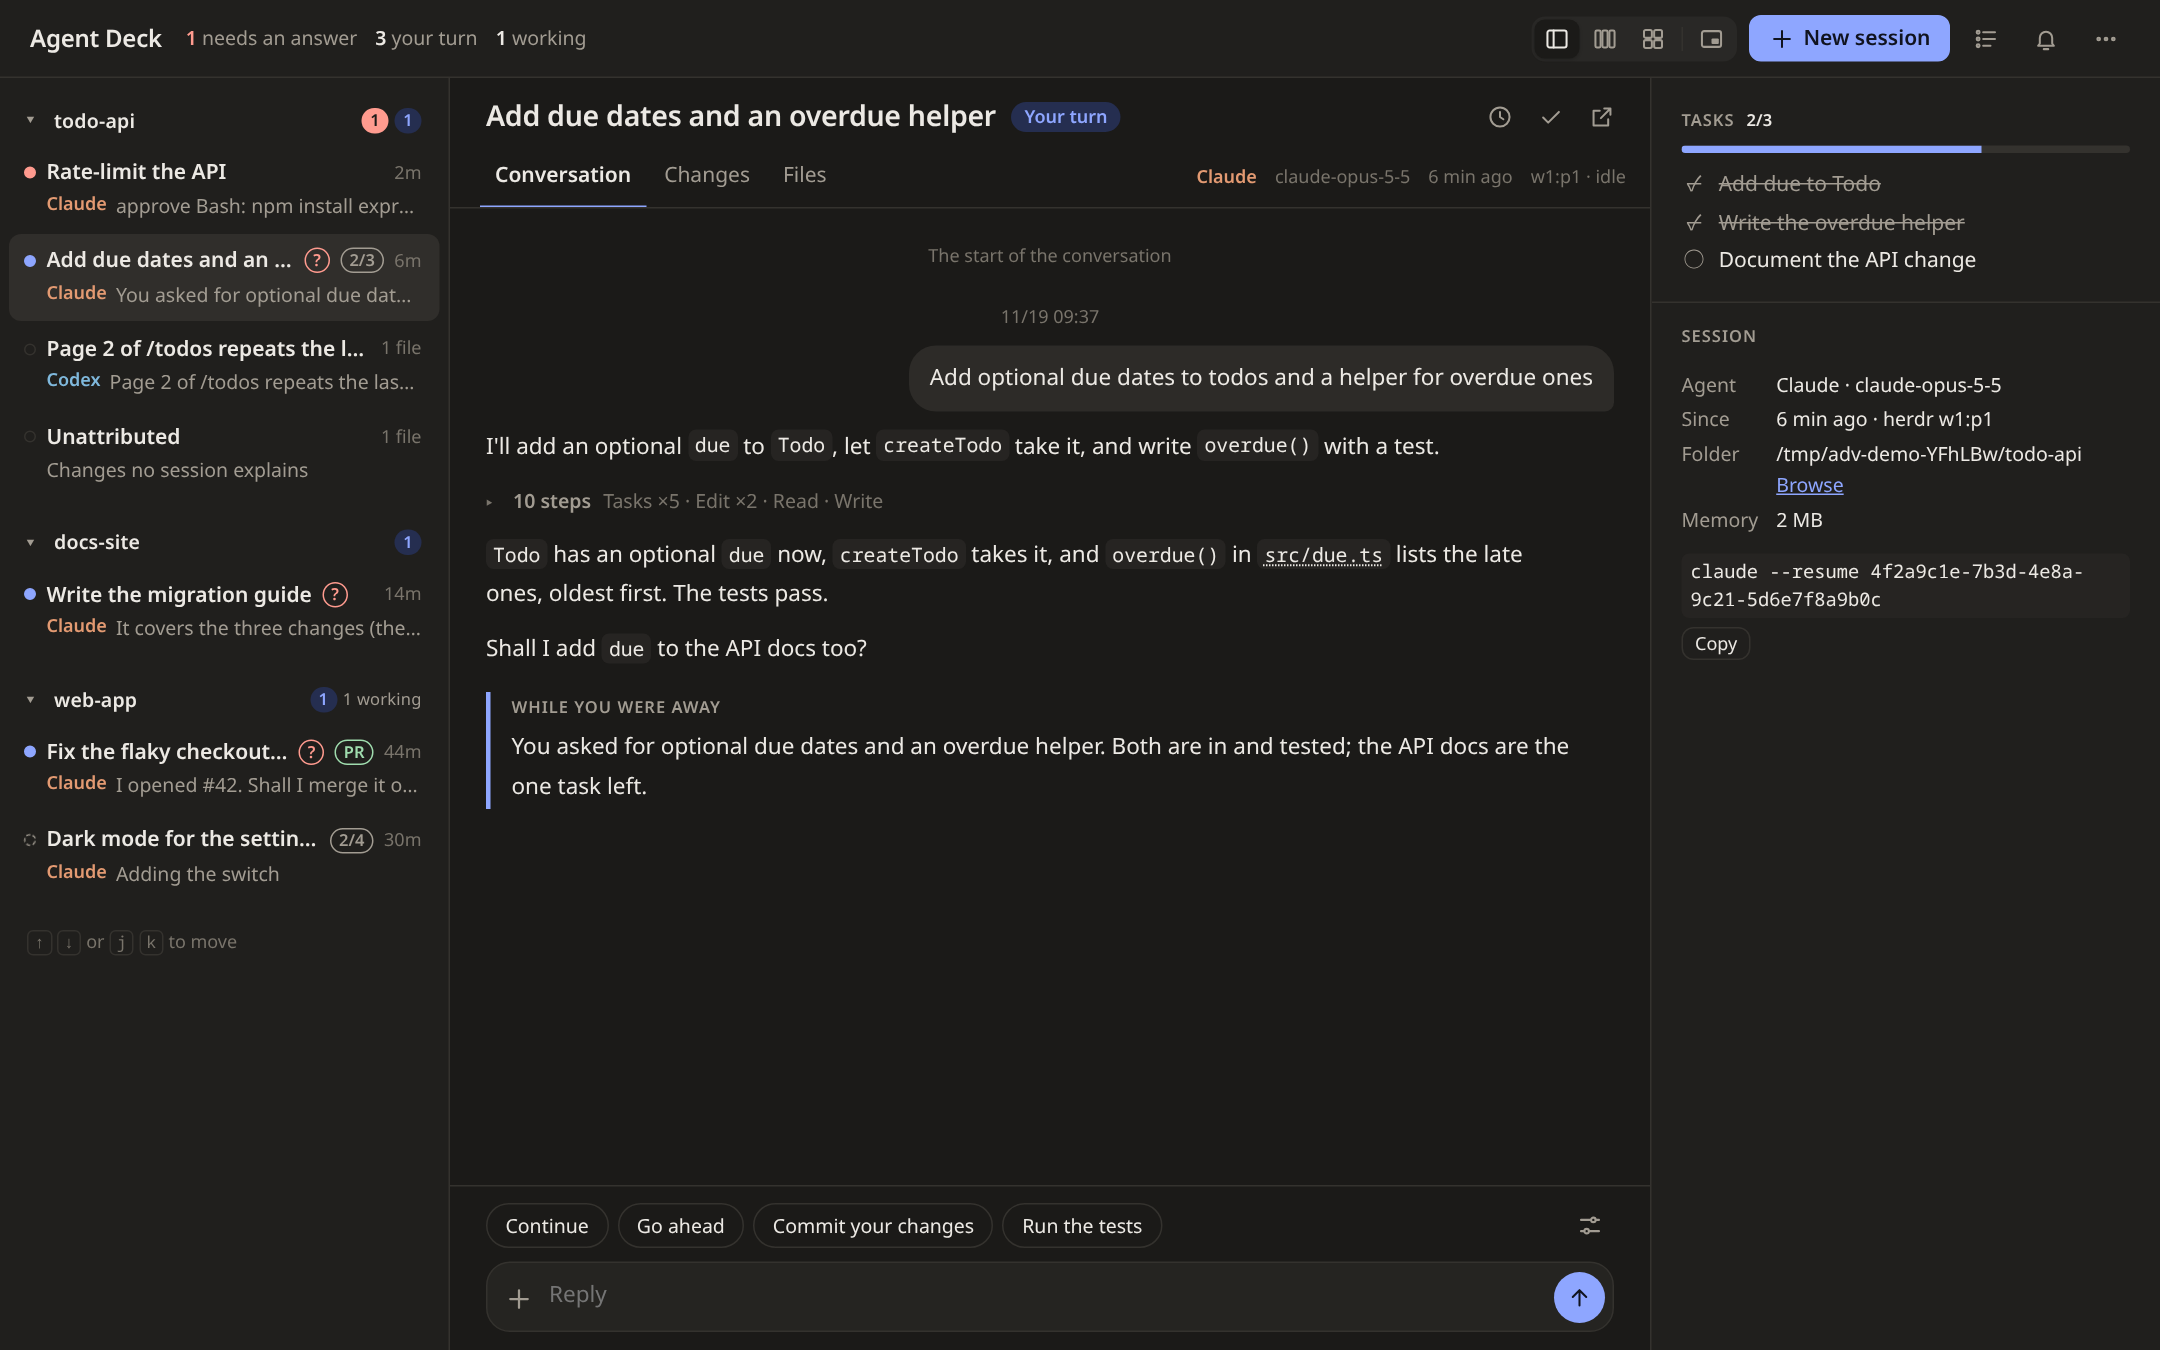 Agent Deck 1 needs an answer 3 your turn 1 working
New session
todo-api 1 1
Rate-limit the API 2m
Claude approve Bash: npm install expr...
Add due dates and an ... ? 2/3 6m
Claude You asked for optional due dat...
Page 2 of /todos repeats the l... 1 file
Codex Page 2 of /todos repeats the las...
Unattributed 1 file
Changes no session explains
docs-site 1
Write the migration guide ? 14m
Claude It covers the three changes (the...
web-app 1 1 working
Fix the flaky checkout... ? PR 44m
Claude I opened #42. Shall I merge it o...
Dark mode for the settin... 2/4 30m
Claude Adding the switch
↑ ↓ or j k to move
Add due dates and an overdue helper Your turn
Conversation Changes Files Claude claude-opus-5-5 6 min ago w1:p1 · idle
The start of the conversation
11/19 09:37
Add optional due dates to todos and a helper for overdue ones
I'll add an optional due to Todo, let createTodo take it, and write overdue() with a test.
10 steps Tasks ×5 · Edit ×2 · Read · Write
Todo has an optional due now, createTodo takes it, and overdue() in src/due.ts lists the late
ones, oldest first. The tests pass.
Shall I add due to the API docs too?
WHILE YOU WERE AWAY
You asked for optional due dates and an overdue helper. Both are in and tested; the API docs are the
one task left.
Continue Go ahead Commit your changes Run the tests
Reply
TASKS 2/3
Add due to Todo
Write the overdue helper
Document the API change
SESSION
Agent Claude · claude-opus-5-5
Since 6 min ago · herdr w1:p1
Folder /tmp/adv-demo-YFhLBw/todo-api
Browse
Memory 2 MB
claude --resume 4f2a9c1e-7b3d-4e8a-
9c21-5d6e7f8a9b0c
Copy